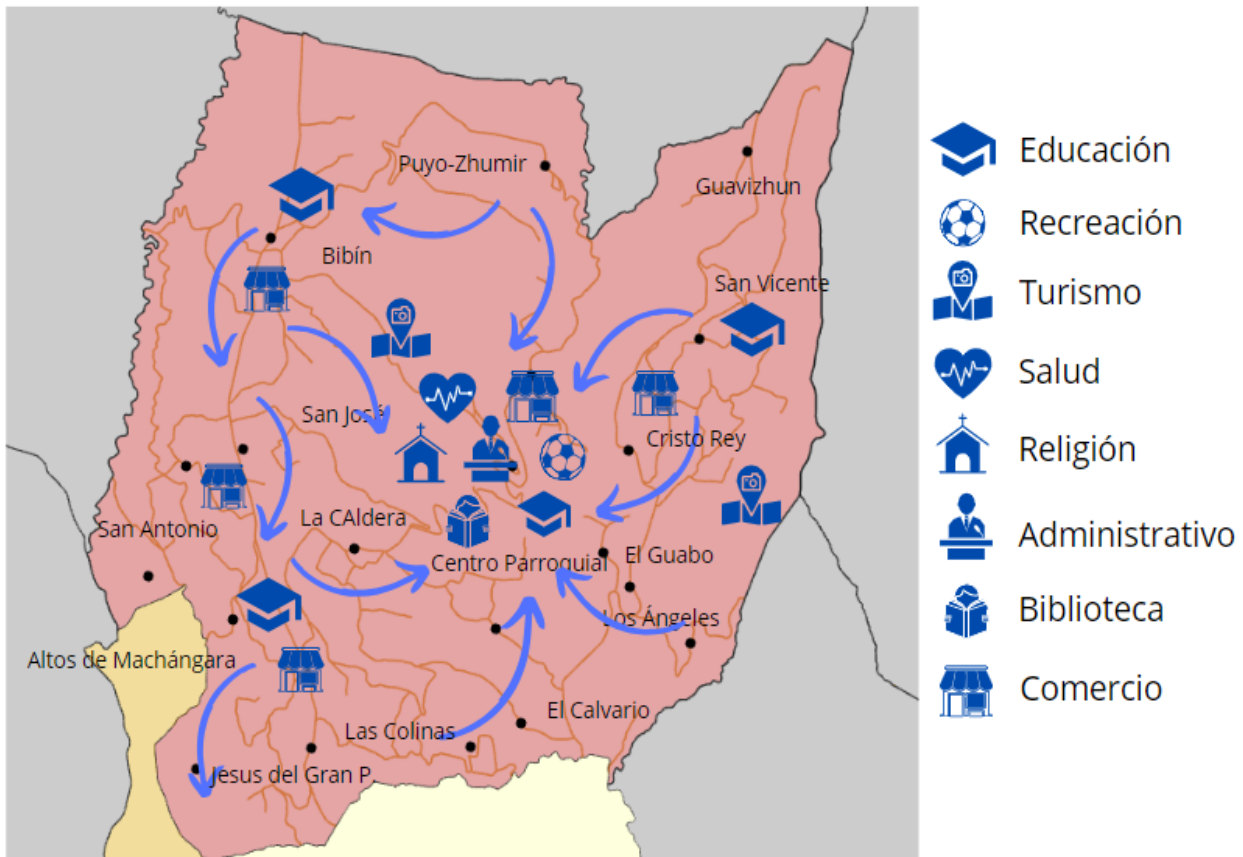 Puyo-Zhumir
Guavizhun
Bibín
San Vicente
San José
Cristo Rey
La CAldera
San Antonio
Centro Parroquial
El Guabo
Los Ángeles
Altos de Machángara
El Calvario
Las Colinas
Jesus del Gran P.
Educación
Recreación
Turismo
Salud
Religión
Administrativo
Biblioteca
Comercio